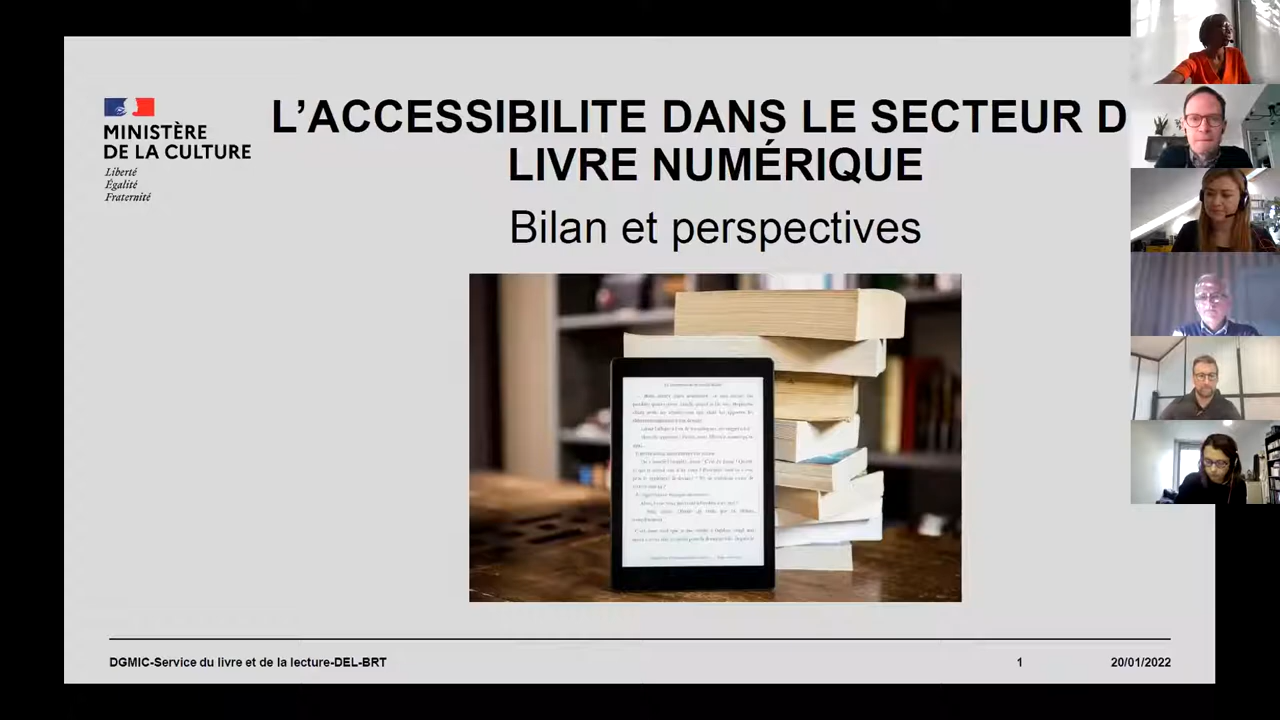 MINISTÈRE
DE LA CULTURE
Liberté
Égalité
Fraternité
L’ACCESSIBILITE DANS LE SECTEUR D
LIVRE NUMÉRIQUE
Bilan et perspectives
DGMIC-Service du livre et de la lecture-DEL-BRT
1
20/01/2022